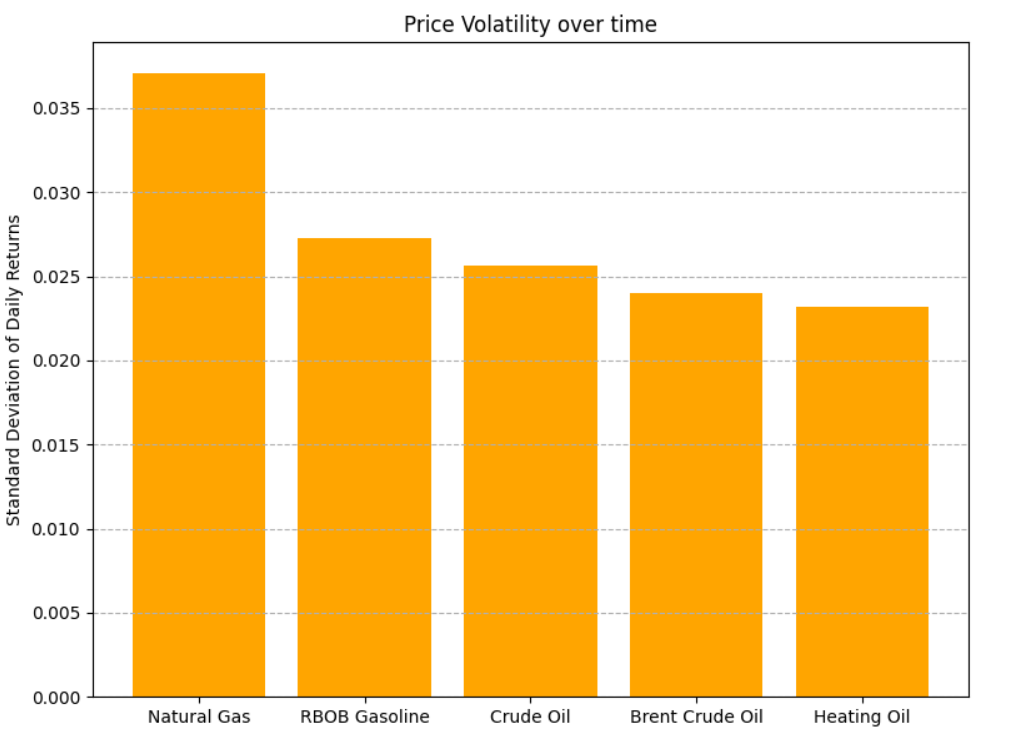 Price Volatility over time
Standard Deviation of Daily Returns
0.035
0.030
0.025
0.020
0.015
0.010
0.005
0.000
Natural Gas RBOB Gasoline Crude Oil Brent Crude Oil Heating Oil